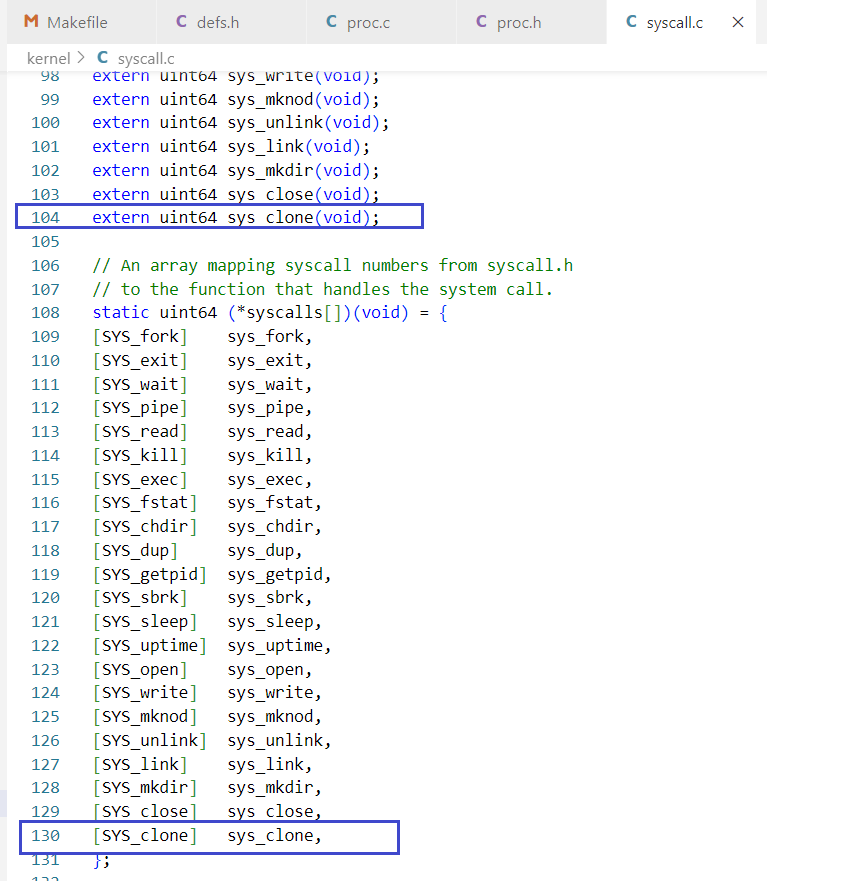 M Makefile C defs.h C proc.c C proc.h C syscall.c ×
kernel > C syscall.c
98 extern uint64 sys_write(void);
99 extern uint64 sys_mknod(void);
100 extern uint64 sys_unlink(void);
101 extern uint64 sys_link(void);
102 extern uint64 sys_mkdir(void);
103 extern uint64 sys_close(void);
104 extern uint64 sys_clone(void);
105
106 // An array mapping syscall numbers from syscall.h
107 // to the function that handles the system call.
108 static uint64 (*syscalls[])(void) = {
109 [SYS_fork] sys_fork,
110 [SYS_exit] sys_exit,
111 [SYS_wait] sys_wait,
112 [SYS_pipe] sys_pipe,
113 [SYS_read] sys_read,
114 [SYS_kill] sys_kill,
115 [SYS_exec] sys_exec,
116 [SYS_fstat] sys_fstat,
117 [SYS_chdir] sys_chdir,
118 [SYS_dup] sys_dup,
119 [SYS_getpid] sys_getpid,
120 [SYS_sbrk] sys_sbrk,
121 [SYS_sleep] sys_sleep,
122 [SYS_uptime] sys_uptime,
123 [SYS_open] sys_open,
124 [SYS_write] sys_write,
125 [SYS_mknod] sys_mknod,
126 [SYS_unlink] sys_unlink,
127 [SYS_link] sys_link,
128 [SYS_mkdir] sys_mkdir,
129 [SYS_close] sys_close,
130 [SYS_clone] sys_clone,
131 };